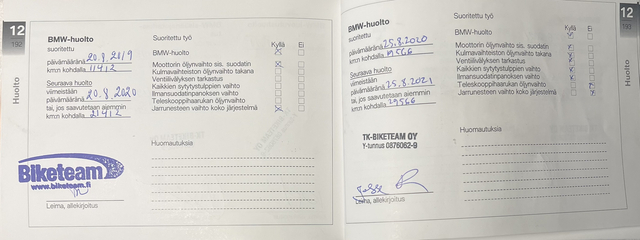 12
192
Huolto
BMW-huolto
suoritettu
päivämääränä 20.8.2019
km:n kohdalla 11412
Seuraava huolto
viimeistään
päivämääränä 20.8.2020
tai, jos saavutetaan aiemmin
km:n kohdalla 21412
Suoritettu työ
Kyllä Ei
BMW-huolto
Moottorin öljynvaihto sis. suodatin
Kulmavaihteiston öljynvaihto takana
Venttiilivälyksen tarkastus
Kaikkien sytytystulppien vaihto
Ilmansuodatinpanoksen vaihto
Teleskooppihaarukan öljynvaihto
Jarrunesteen vaihto koko järjestelmä
Huomautuksia
Biketeam
www.biketeam.fi
Leima, allekirjoitus
BMW-huolto
suoritettu
päivämääränä 25.8.2020
km:n kohdalla 19566
Seuraava huolto
viimeistään
päivämääränä 25.8.2021
tai, jos saavutetaan aiemmin
km:n kohdalla 29566
Suoritettu työ
Kyllä Ei
BMW-huolto
Moottorin öljynvaihto sis. suodatin
Kulmavaihteiston öljynvaihto takana
Venttiilivälyksen tarkastus
Kaikkien sytytystulppien vaihto
Ilmansuodatinpanoksen vaihto
Teleskooppihaarukan öljynvaihto
Jarrunesteen vaihto koko järjestelmä
Huomautuksia
TK-BIKETEAM OY
Y-tunnus 0876062-9
Leima, allekirjoitus
12
193
Huolto